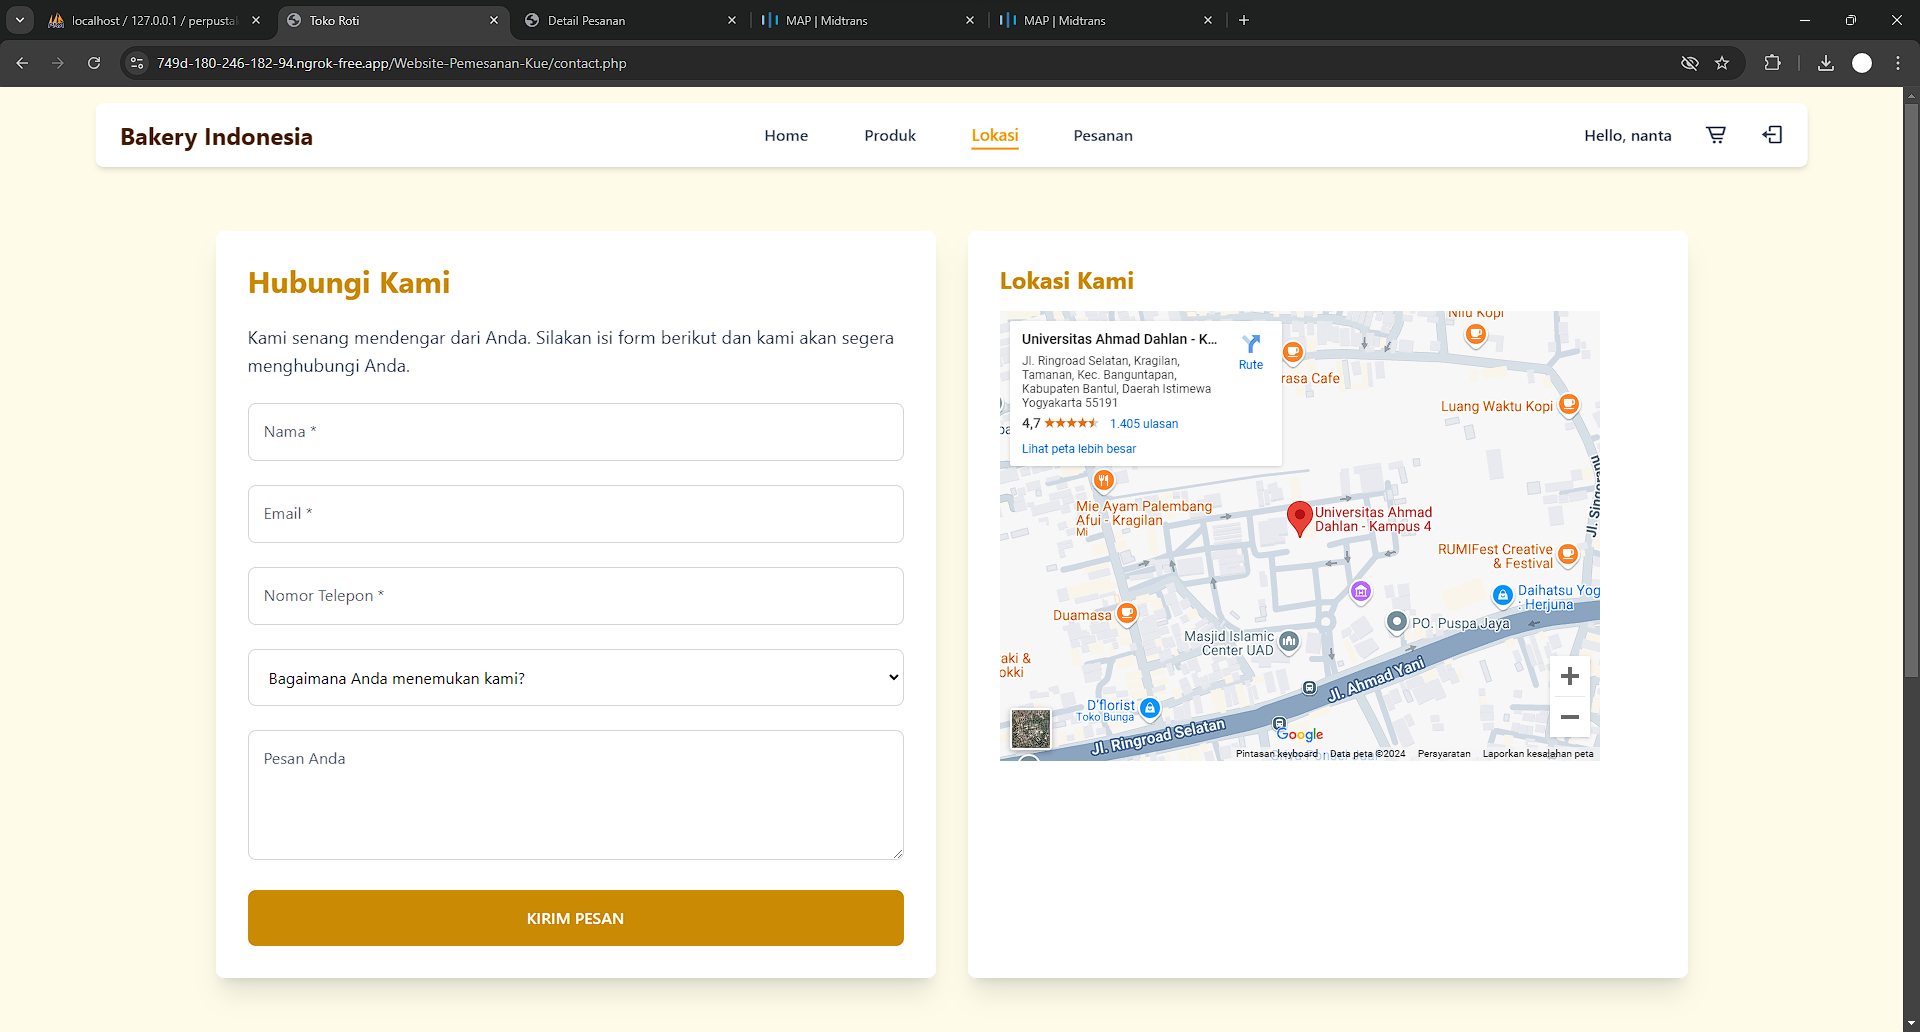 localhost / 127.0.0.1 / perpusta
Toko Roti
Detail Pesanan
MAP | Midtrans
MAP | Midtrans
749d-180-246-182-94.ngrok-free.app/Website-Pemesanan-Kue/contact.php
Bakery Indonesia
Home
Produk
Lokasi
Pesanan
Hello, nanta
Hubungi Kami
Kami senang mendengar dari Anda. Silakan isi form berikut dan kami akan segera
menghubungi Anda.
Nama *
Email *
Nomor Telepon *
Bagaimana Anda menemukan kami?
Pesan Anda
KIRIM PESAN
Lokasi Kami
Universitas Ahmad Dahlan - K...
Jl. Ringroad Selatan, Kragilan,
Tamanan, Kec. Banguntapan,
Kabupaten Bantul, Daerah Istimewa
Yogyakarta 55191
4,7
1.405 ulasan
Lihat peta lebih besar
Rute
Nilu Kopi
rasa Cafe
Luang Waktu Kopi
Mie Ayam Palembang
Afui - Kragilan
Mi
Universitas Ahmad
Dahlan - Kampus 4
RUMIFest Creative
& Festival
Daihatsu Yog
: Herjuna
Duamasa
PO. Puspa Jaya
Masjid Islamic
Center UAD
aki &
okki
D'florist
Toko Bunga
Jl. Ahmad Yani
Jl. Ringroad Selatan
Google
Pintasan keyboard
Data peta ©2024
Persyaratan
Laporkan kesalahan peta